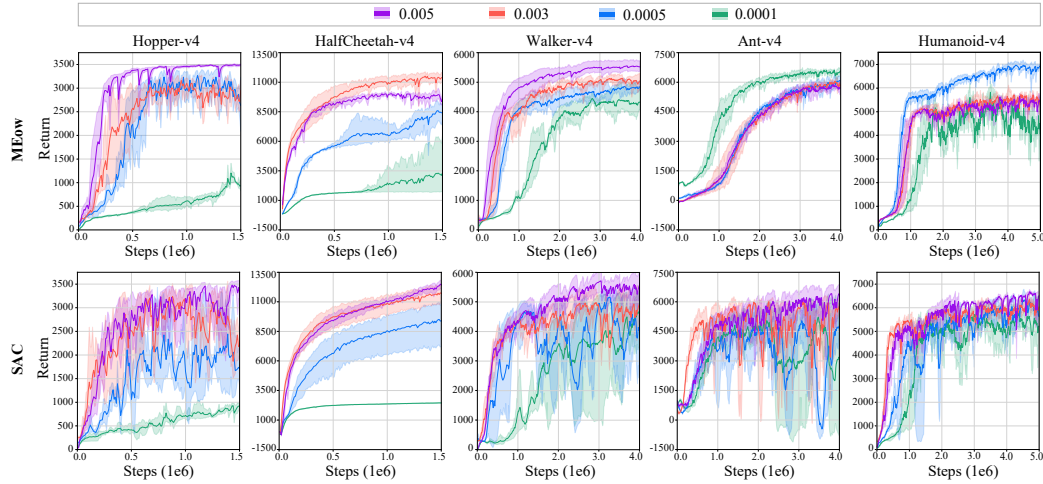 0.005 0.003 0.0005 0.0001
Hopper-v4 HalfCheetah-v4 Walker-v4 Ant-v4 Humanoid-v4
MEow
Return
3500 3000 2500 2000 1500 1000 500 0
0.0 0.5 1.0 1.5
Steps (1e6)
13500 11000 8500 6000 3500 1000 -1500
0.0 0.5 1.0 1.5
Steps (1e6)
6000 5000 4000 3000 2000 1000 0
0.0 1.0 2.0 3.0 4.0
Steps (1e6)
7500 6000 4500 3000 1500 0 -1500
0.0 1.0 2.0 3.0 4.0
Steps (1e6)
7000 6000 5000 4000 3000 2000 1000 0
0.0 1.0 2.0 3.0 4.0 5.0
Steps (1e6)
SAC
Return
3500 3000 2500 2000 1500 1000 500 0
0.0 0.5 1.0 1.5
Steps (1e6)
13500 11000 8500 6000 3500 1000 -1500
0.0 0.5 1.0 1.5
Steps (1e6)
6000 5000 4000 3000 2000 1000 0
0.0 1.0 2.0 3.0 4.0
Steps (1e6)
7500 6000 4500 3000 1500 0 -1500
0.0 1.0 2.0 3.0 4.0
Steps (1e6)
7000 6000 5000 4000 3000 2000 1000 0
0.0 1.0 2.0 3.0 4.0 5.0
Steps (1e6)